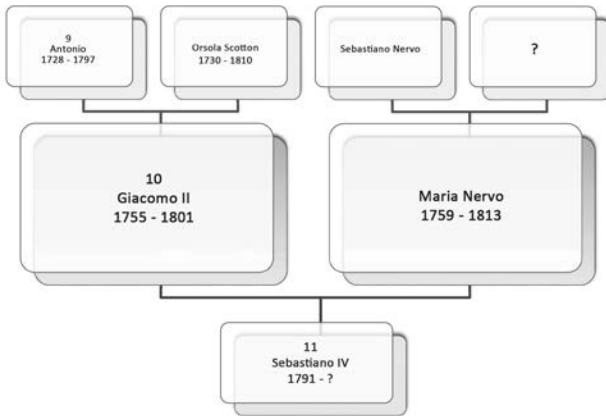 9
Antonio
1728 - 1797
Orsola Scotton
1730 - 1810
Sebastiano Nervo
?
10
Giacomo II
1755 - 1801
Maria Nervo
1759 - 1813
11
Sebastiano IV
1791 - ?